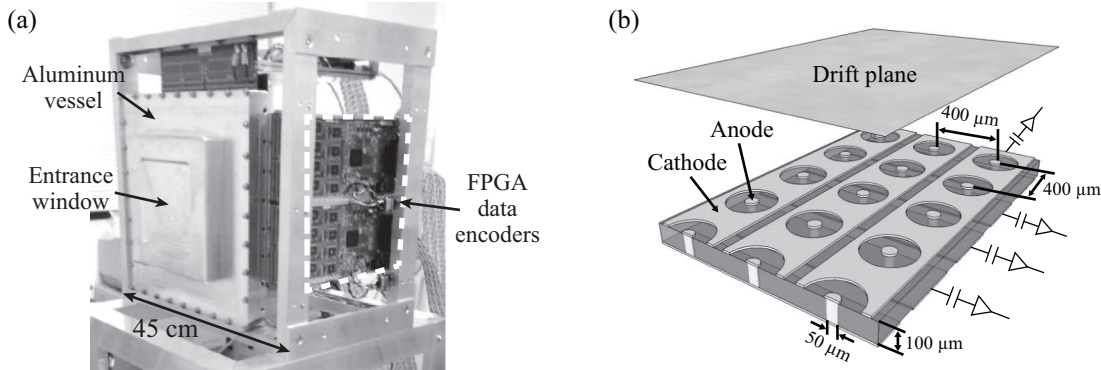 (a)
Aluminum
vessel
Entrance
window
FPGA
data
encoders
45 cm
(b)
Drift plane
Anode
Cathode
400 µm
400 µm
50 µm
100 µm